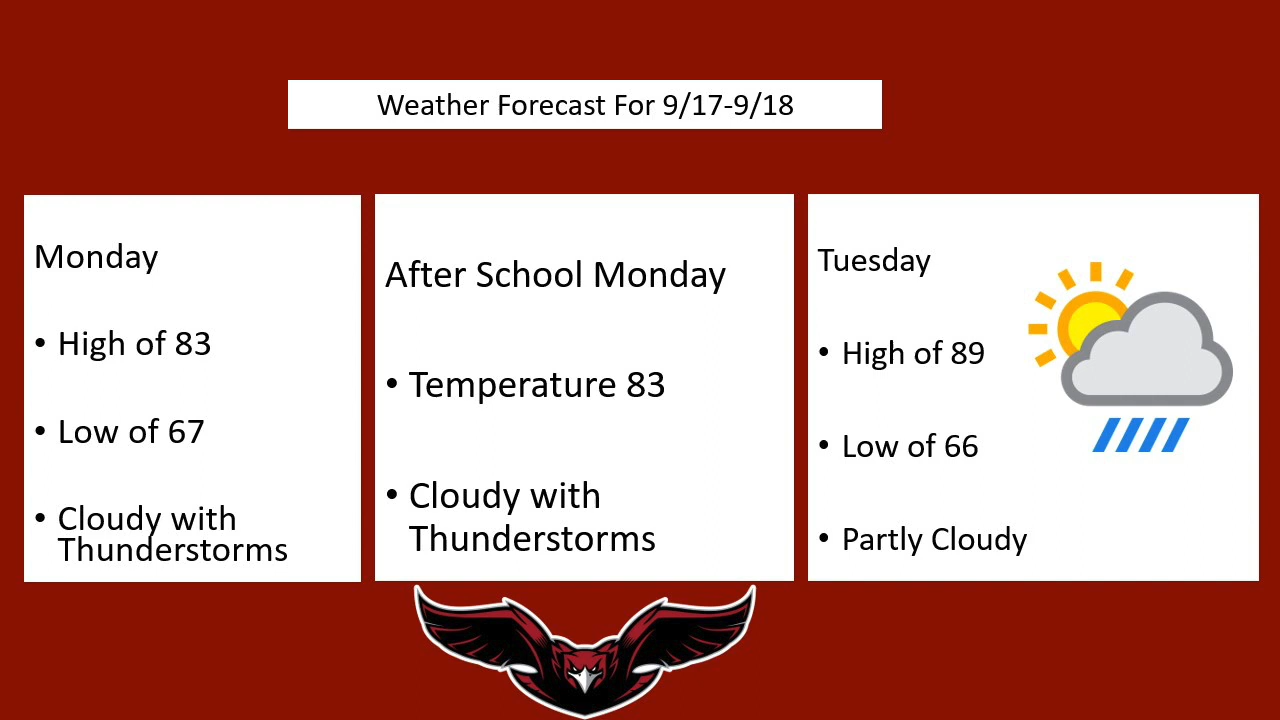 Weather Forecast For 9/17-9/18
Monday
• High of 83
• Low of 67
• Cloudy with
Thunderstorms
After School Monday
• Temperature 83
• Cloudy with
Thunderstorms
Tuesday
• High of 89
• Low of 66
• Partly Cloudy